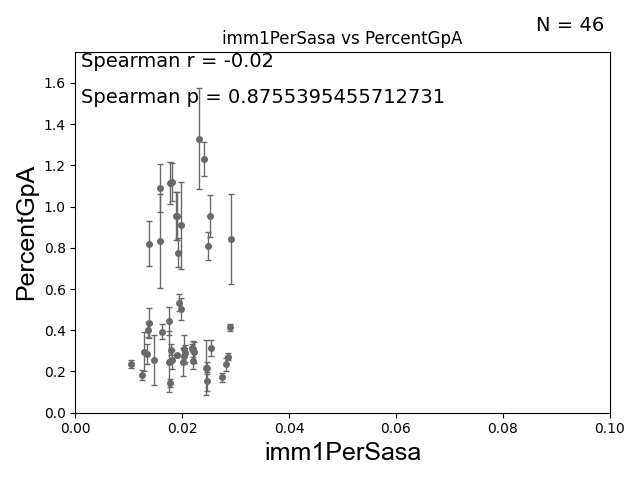 N = 46
imm1PerSasa vs PercentGpA
Spearman r = -0.02
Spearman p = 0.8755395455712731
PercentGpA
1.6
1.4
1.2
1.0
0.8
0.6
0.4
0.2
0.0
0.00 0.02 0.04 0.06 0.08 0.10
imm1PerSasa